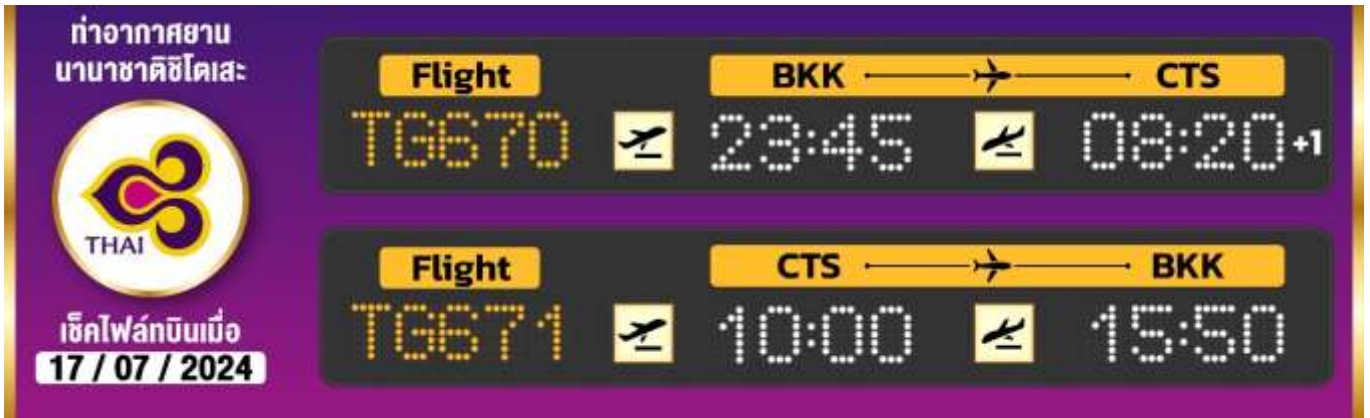 ท่าอากาศยาน
นานาชาติชิโตเสะ
THAI
เช็คไฟล์ทบินเมื่อ
17 / 07 / 2024
Flight
BKK CTS
TG670 23:45 08:20 +1
Flight
CTS BKK
TG671 10:00 15:50